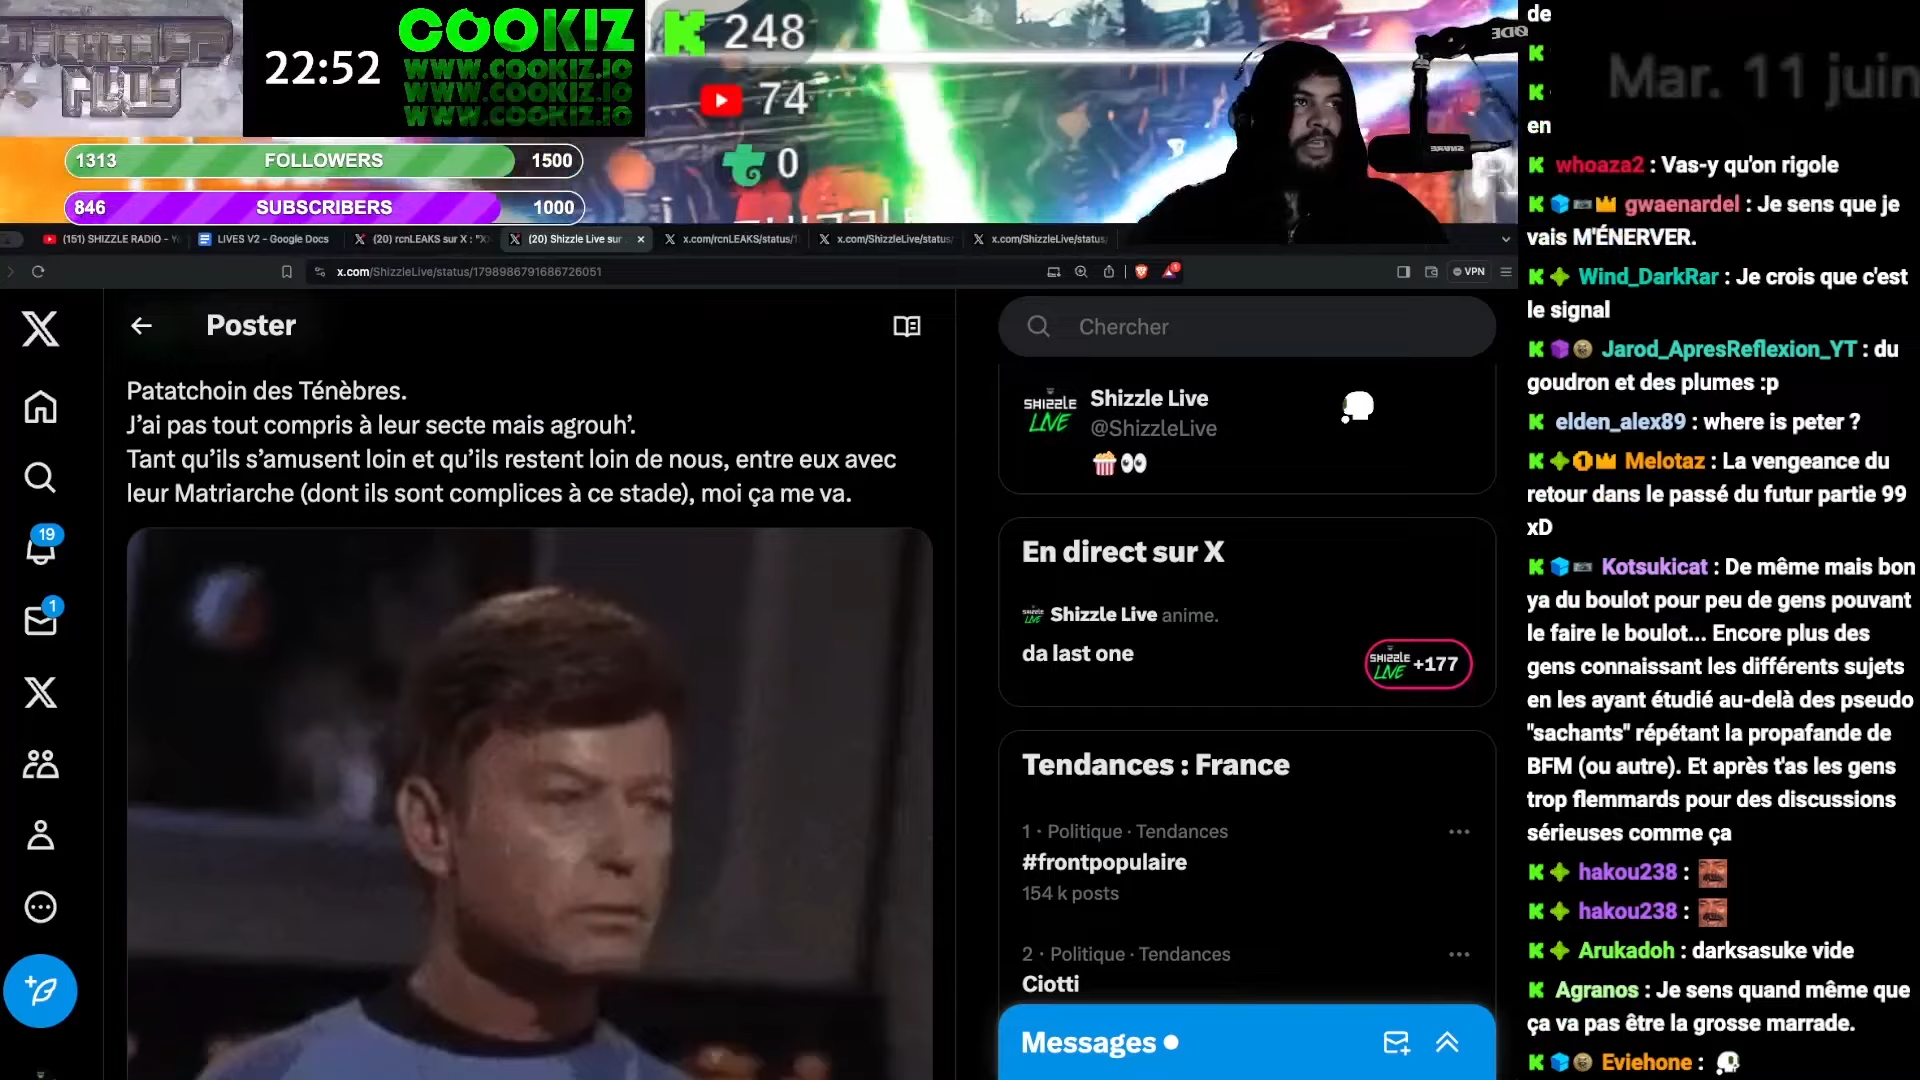 22:52
COOKIZ
WWW.COOKIZ.IO
WWW.COOKIZ.IO
WWW.COOKIZ.IO
248
74
0
1313 FOLLOWERS 1500
846 SUBSCRIBERS 1000
(151) SHIZZLE RADIO - Y
LIVES V2 - Google Docs
(20) rcnLEAKS sur X : "X
(20) Shizzle Live sur
x.com/rcnLEAKS/status/1
x.com/ShizzleLive/status/
x.com/ShizzleLive/status/
x.com/ShizzleLive/status/1798986791686726051
VPN
Poster
Patatchoin des Ténèbres.
J'ai pas tout compris à leur secte mais agrouh'.
Tant qu'ils s'amusent loin et qu'ils restent loin de nous, entre eux avec
leur Matriarche (dont ils sont complices à ce stade), moi ça me va.
19
1
Chercher
SHIZZLE
LIVE
Shizzle Live
@ShizzleLive
En direct sur X
Shizzle Live anime.
da last one
SHIZZLE
LIVE
+177
Tendances : France
1 · Politique · Tendances
#frontpopulaire
154 k posts
2 · Politique · Tendances
Ciotti
Messages
Mar. 11 juin
de
en
whoaza2 : Vas-y qu'on rigole
gwaenardel : Je sens que je
vais M'ÉNERVER.
Wind_DarkRar : Je crois que c'est
le signal
Jarod_ApresReflexion_YT : du
goudron et des plumes :p
elden_alex89 : where is peter ?
Melotaz : La vengeance du
retour dans le passé du futur partie 99
xD
Kotsukicat : De même mais bon
ya du boulot pour peu de gens pouvant
le faire le boulot... Encore plus des
gens connaissant les différents sujets
en les ayant étudié au-delà des pseudo
"sachants" répétant la propafande de
BFM (ou autre). Et après t'as les gens
trop flemmards pour des discussions
sérieuses comme ça
hakou238 :
hakou238 :
Arukadoh : darksasuke vide
Agranos : Je sens quand même que
ça va pas être la grosse marrade.
Eviehone :